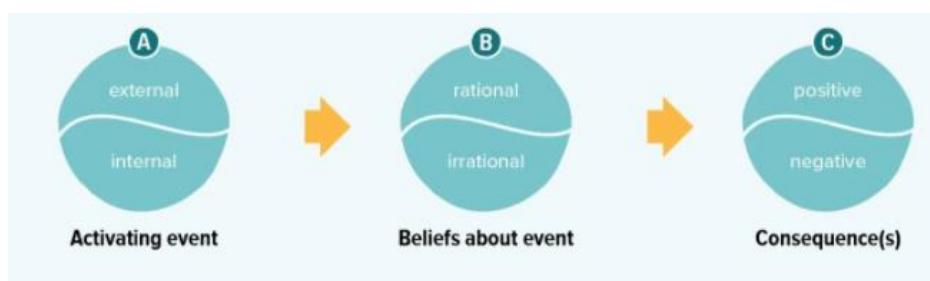 A
external
internal
Activating event
B
rational
irrational
Beliefs about event
C
positive
negative
Consequence(s)